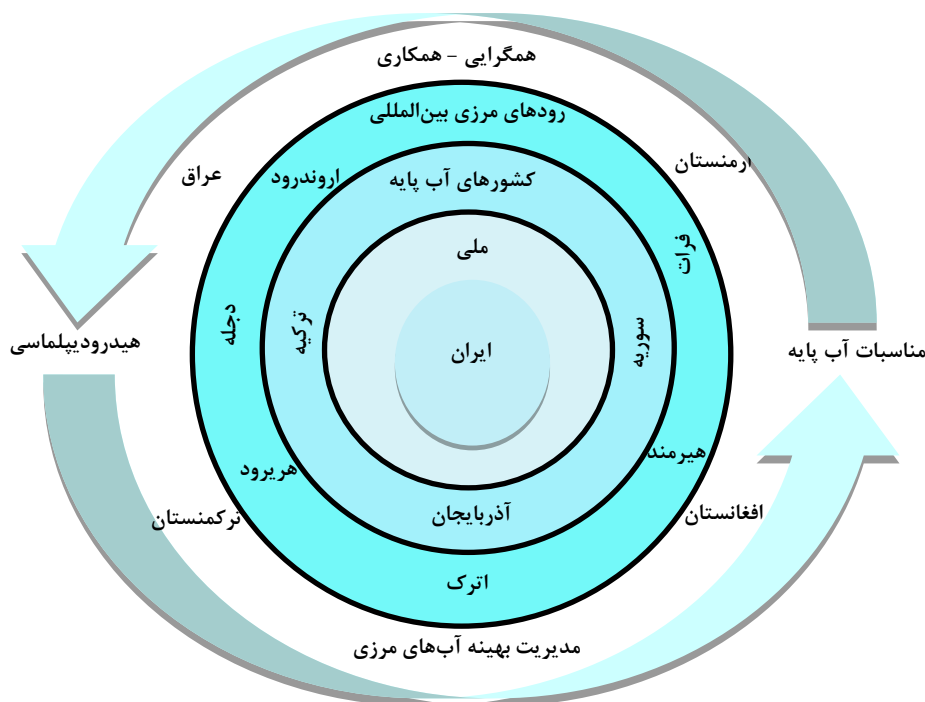 همگرایی - همکاری
رودهای مرزی بین‌المللی
ارمنستان
عراق
اروندرود
کشورهای آب پایه
فرات
ملی
دجله
ترکیه
ایران
سوریه
هیدرودیپلماسی
مناسبات آب پایه
هیرمند
هریرود
افغانستان
ترکمنستان
آذربایجان
اترک
مدیریت بهینه آب‌های مرزی